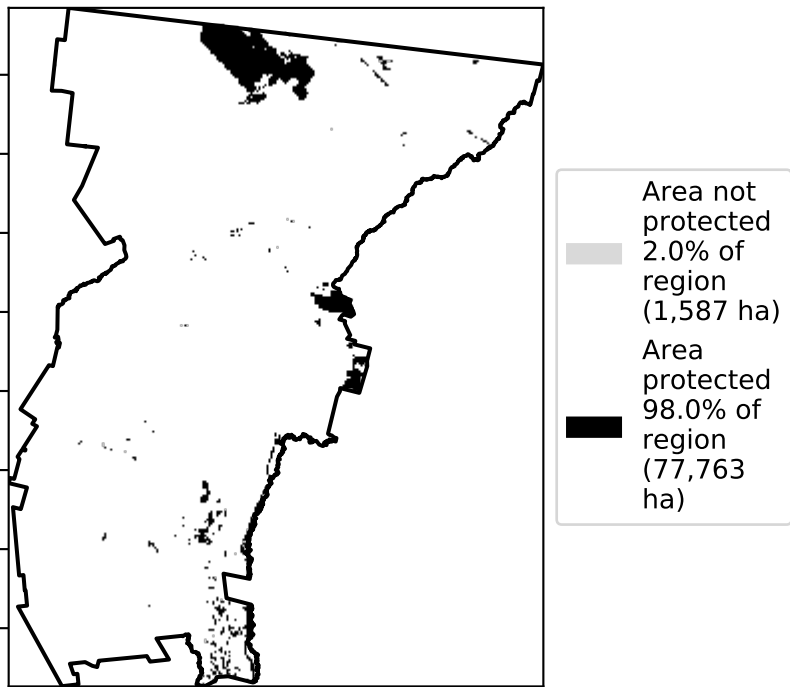 Area not
protected
2.0% of
region
(1,587 ha)
Area
protected
98.0% of
region
(77,763
ha)